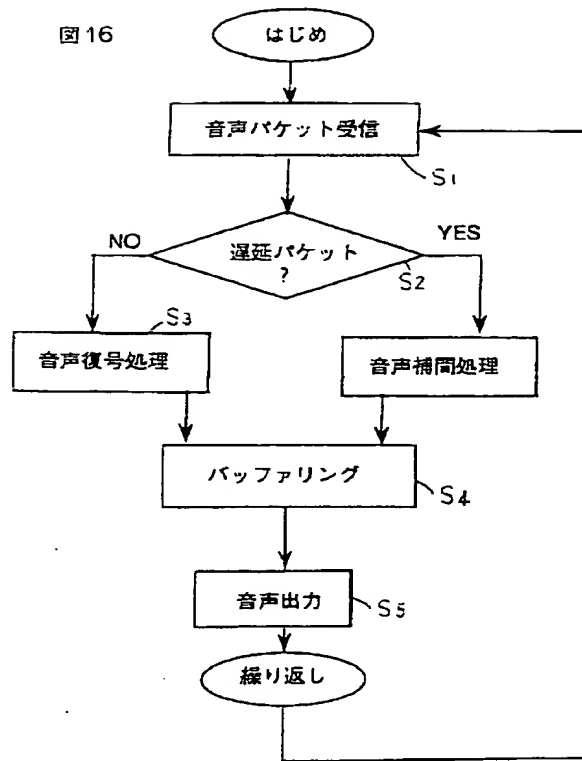 図16
はじめ
音声パケット受信
S1
NO
遅延パケット
?
YES
S2
S3
音声復号処理
音声補間処理
バッファリング
S4
音声出力
S5
繰り返し